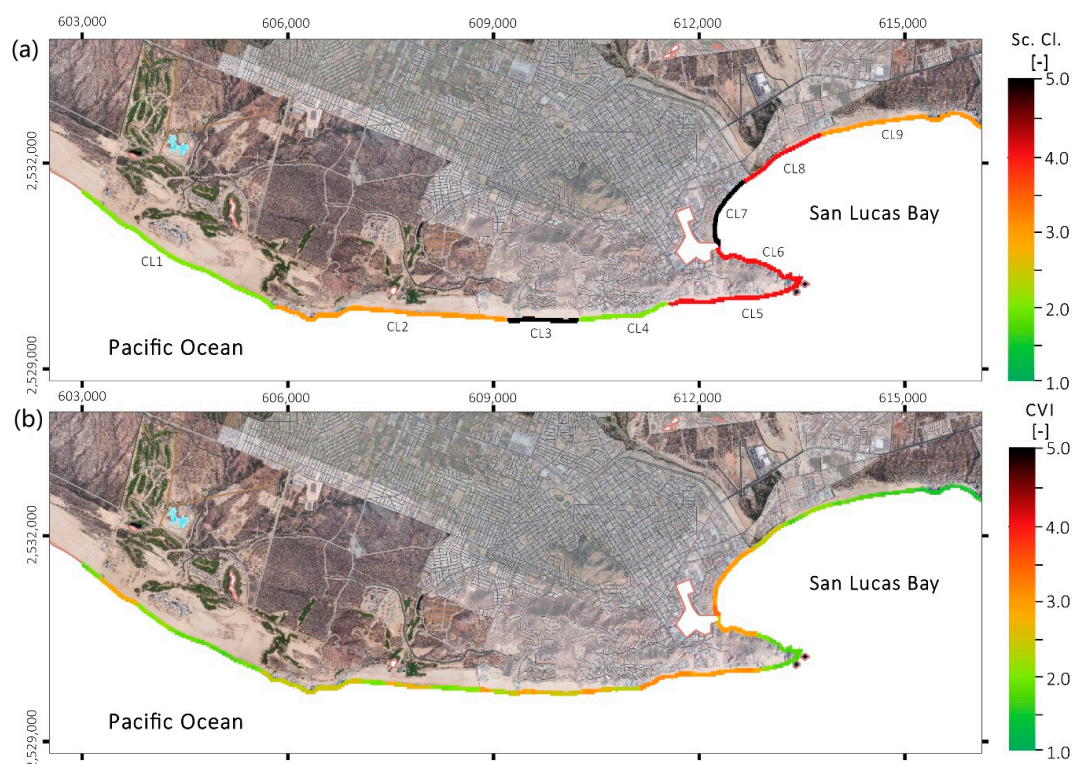 603,000 606,000 609,000 612,000 615,000
(a)
Sc. Cl.
[-]
5.0
4.0
3.0
2.0
1.0
2,532,000
2,529,000
CL1
CL2
CL3
CL4
CL5
CL6
CL7
CL8
CL9
San Lucas Bay
Pacific Ocean
603,000 606,000 609,000 612,000 615,000
(b)
CVI
[-]
5.0
4.0
3.0
2.0
1.0
2,532,000
2,529,000
San Lucas Bay
Pacific Ocean